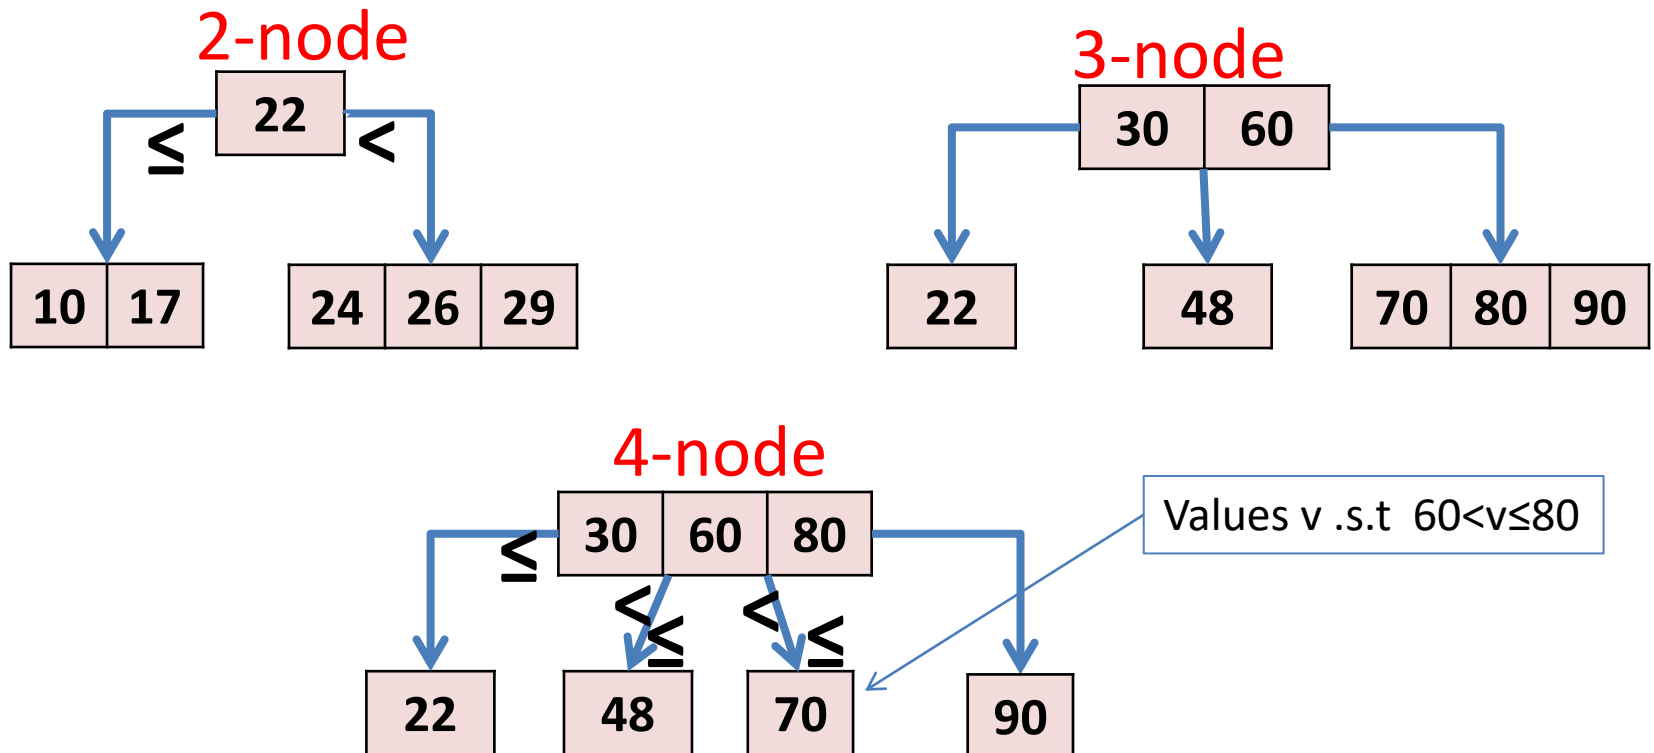 2-node
22
≤ <
10 17
24 26 29
3-node
30 60
22
48
70 80 90
4-node
30 60 80
≤
< ≤
< ≤
Values v .s.t 60<v≤80
22
48
70
90